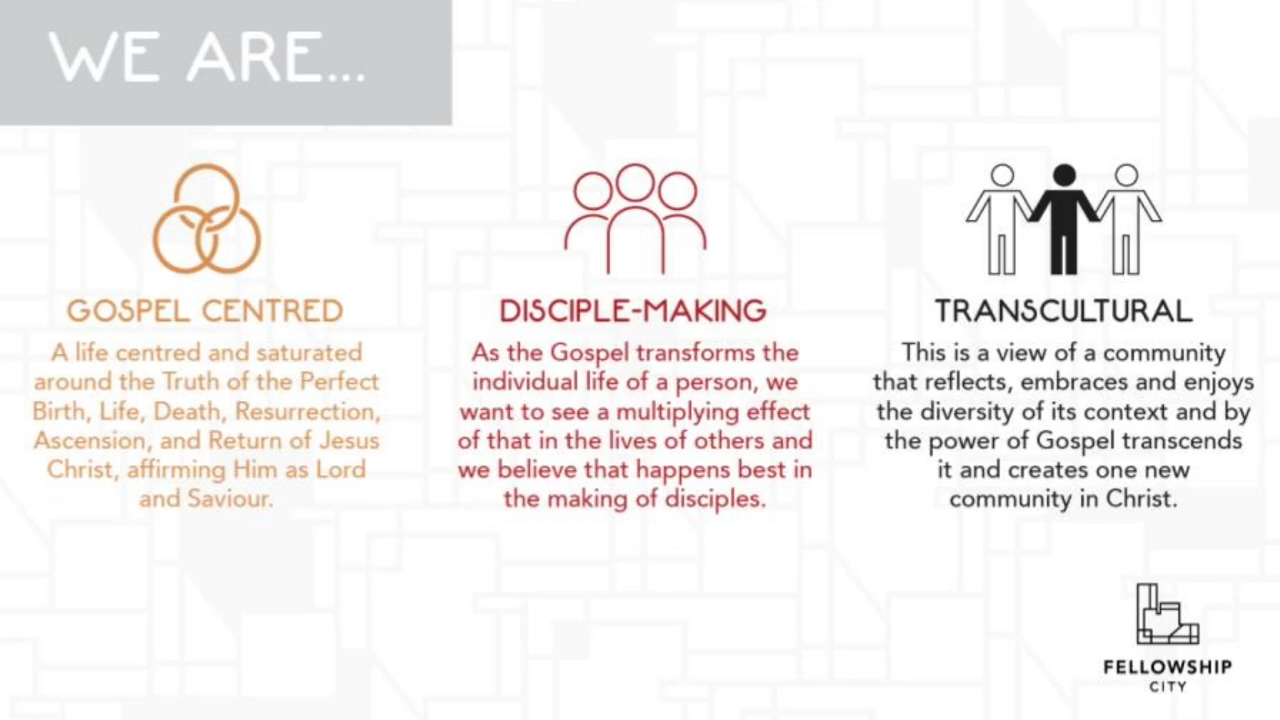 WE ARE...
GOSPEL CENTRED
A life centred and saturated
around the Truth of the Perfect
Birth, Life, Death, Resurrection,
Ascension, and Return of Jesus
Christ, affirming Him as Lord
and Saviour.
DISCIPLE-MAKING
As the Gospel transforms the
individual life of a person, we
want to see a multiplying effect
of that in the lives of others and
we believe that happens best in
the making of disciples.
TRANSCULTURAL
This is a view of a community
that reflects, embraces and enjoys
the diversity of its context and by
the power of Gospel transcends
it and creates one new
community in Christ.
FELLOWSHIP
CITY